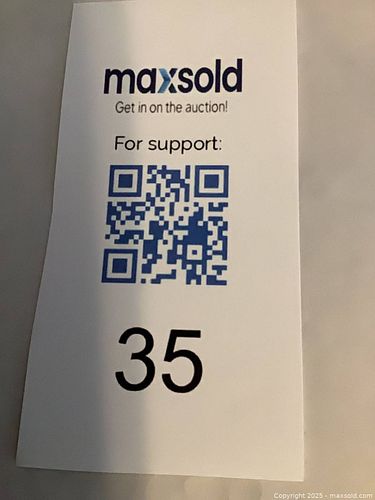 maxsold
Get in on the auction!
For support:
35
Copyright 2025 - maxsold.com